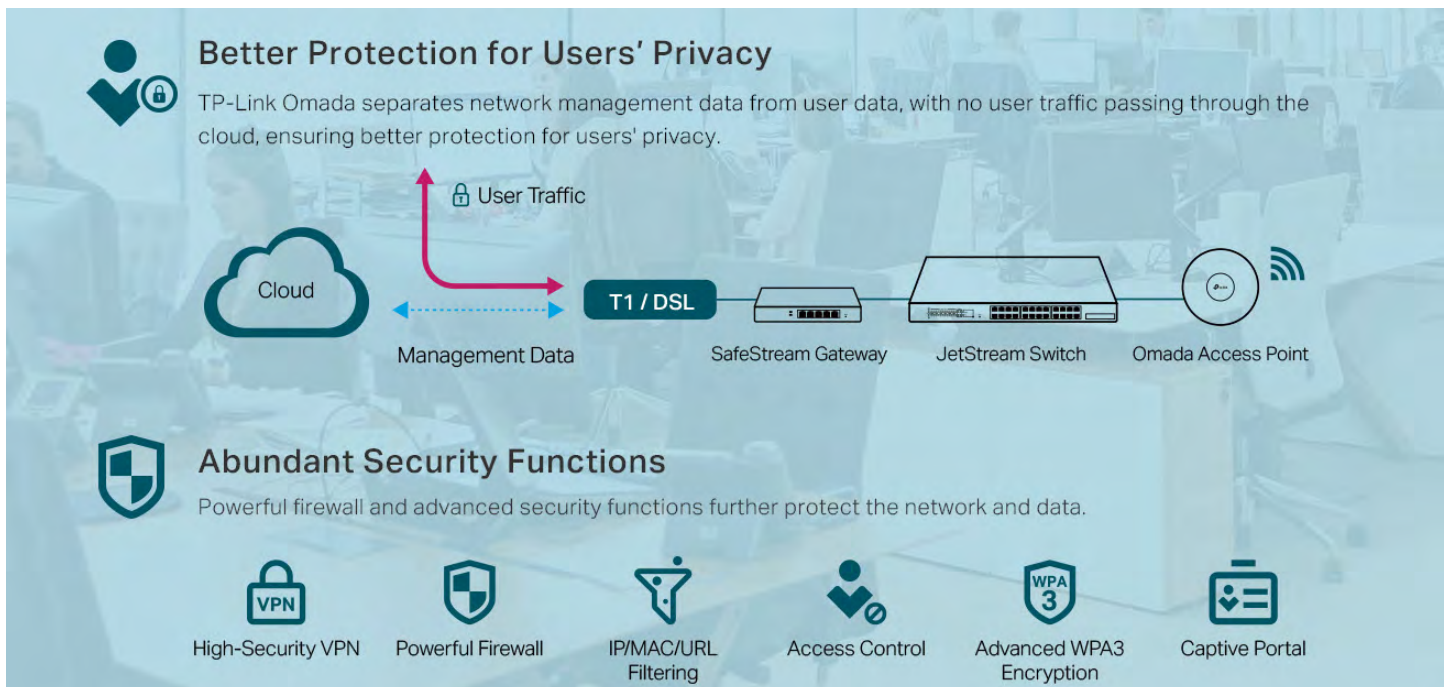 Better Protection for Users' Privacy
TP-Link Omada separates network management data from user data, with no user traffic passing through the
cloud, ensuring better protection for users' privacy.
User Traffic
Cloud
T1 / DSL
Management Data
SafeStream Gateway
JetStream Switch
Omada Access Point
Abundant Security Functions
Powerful firewall and advanced security functions further protect the network and data.
VPN
WPA
3
High-Security VPN
Powerful Firewall
IP/MAC/URL
Filtering
Access Control
Advanced WPA3
Encryption
Captive Portal